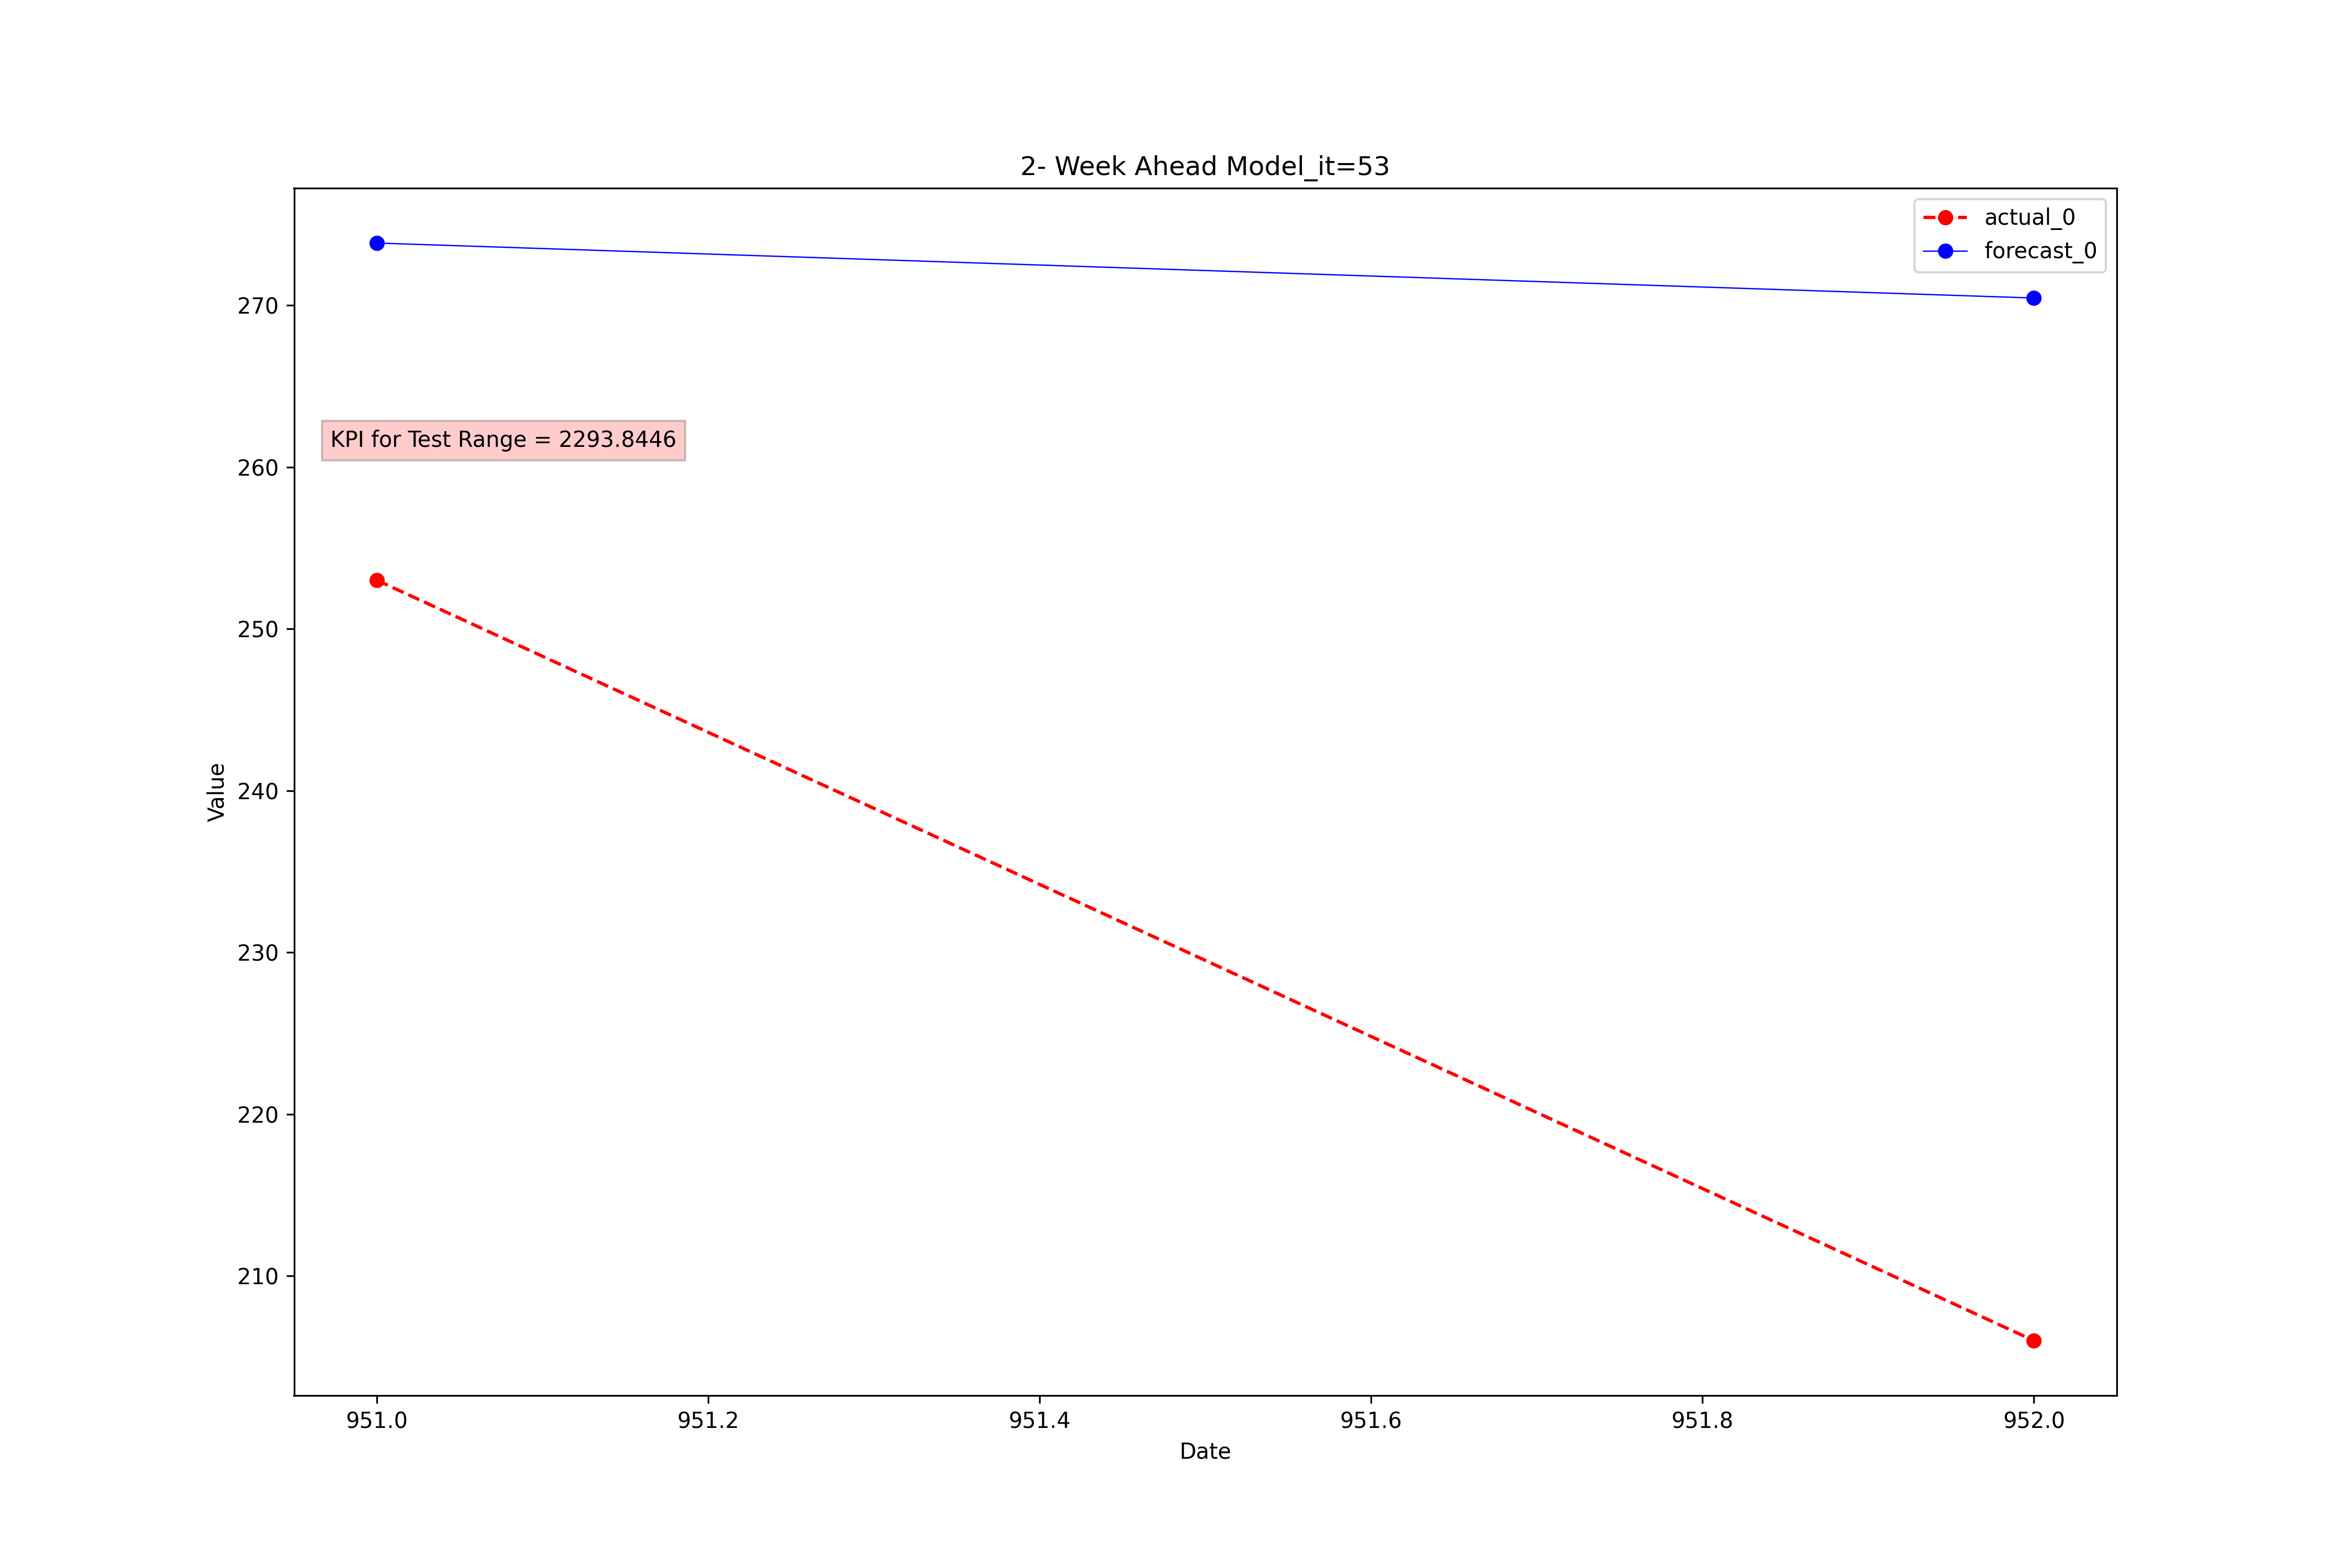 2- Week Ahead Model_it=53
actual_0
forecast_0
KPI for Test Range = 2293.8446
270
260
250
240
230
220
210
Value
951.0 951.2 951.4 951.6 951.8 952.0
Date